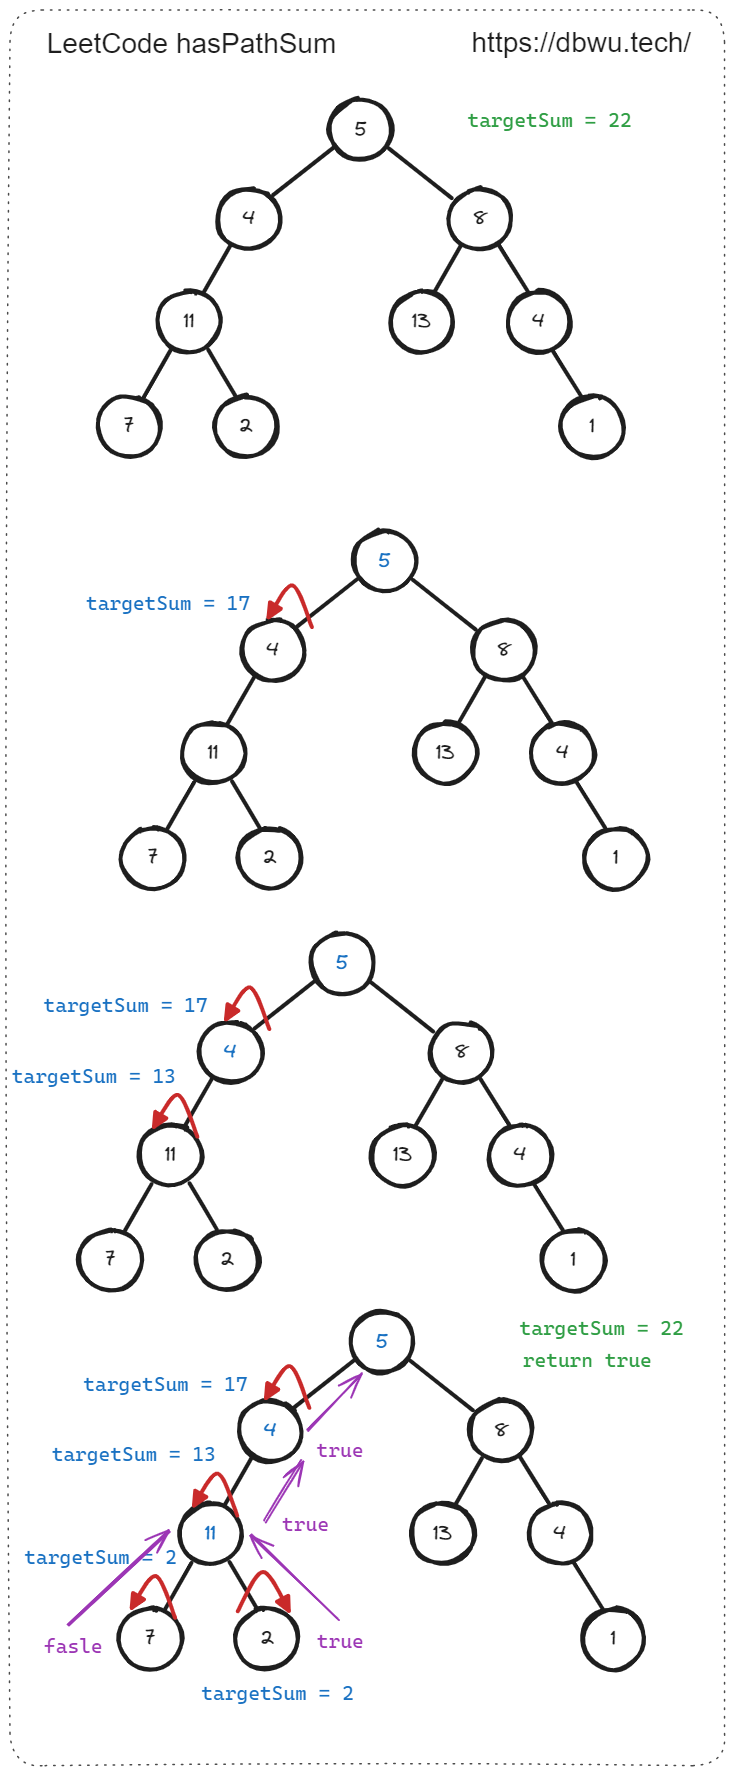 LeetCode hasPathSum https://dbwu.tech/
5 targetSum = 22
4 8
11 13 4
7 2 1
5
targetSum = 17
4 8
11 13 4
7 2 1
5
targetSum = 17
4 8
targetSum = 13
11 13 4
7 2 1
targetSum = 22
5
return true
targetSum = 17
4 8
true
targetSum = 13
true
11 13 4
targetSum = 2
7 2 1
fasle true
targetSum = 2